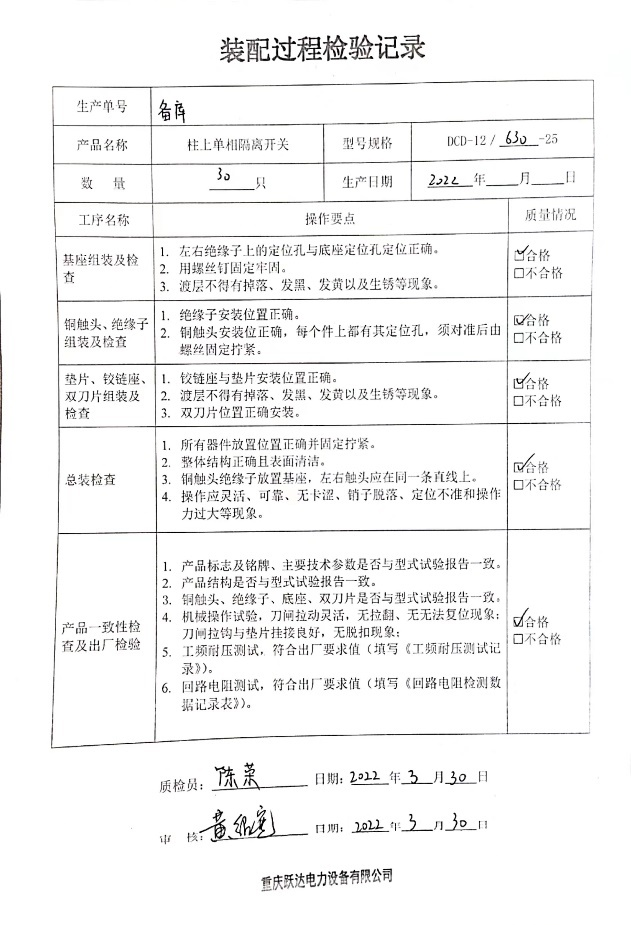 装配过程检验记录
生产单号 备库
产品名称 柱上单相隔离开关 型号规格 DCD-12/630-25
数 量 30 只 生产日期 2022 年 月 日
工序名称 操作要点 质量情况
基座组装及检
查
1. 左右绝缘子上的定位孔与底座定位孔定位正确。
2. 用螺丝钉固定牢固。
3. 渡层不得有掉落、发黑、发黄以及生锈等现象。
☑合格
□不合格
铜触头、绝缘子
组装及检查
1. 绝缘子安装位置正确。
2. 铜触头安装位正确，每个件上都有其定位孔，须对准后由
螺丝固定拧紧。
☑合格
□不合格
垫片、铰链座、
双刀片组装及
检查
1. 铰链座与垫片安装位置正确。
2. 渡层不得有掉落、发黑、发黄以及生锈等现象。
3. 双刀片位置正确安装。
☑合格
□不合格
总装检查
1. 所有器件放置位置正确并固定拧紧。
2. 整体结构正确且表面清洁。
3. 铜触头绝缘子放置基座，左右触头应在同一条直线上。
4. 操作应灵活、可靠、无卡涩、销子脱落、定位不准和操作
力过大等现象。
☑合格
□不合格
产品一致性检
查及出厂检验
1. 产品标志及铭牌、主要技术参数是否与型式试验报告一致。
2. 产品结构是否与型式试验报告一致。
3. 铜触头、绝缘子、底座、双刀片是否与型式试验报告一致。
4. 机械操作试验，刀闸拉动灵活，无拉翻、无无法复位现象；
刀闸拉钩与垫片挂接良好，无脱扣现象；
5. 工频耐压测试，符合出厂要求值（填写《工频耐压测试记
录》）。
6. 回路电阻测试，符合出厂要求值（填写《回路电阻检测数
据记录表》）。
☑合格
□不合格
质检员： 陈荣 日期：2022 年 3 月 30 日
审 核： 黄绍 日期：2022 年 3 月 30 日
重庆跃达电力设备有限公司